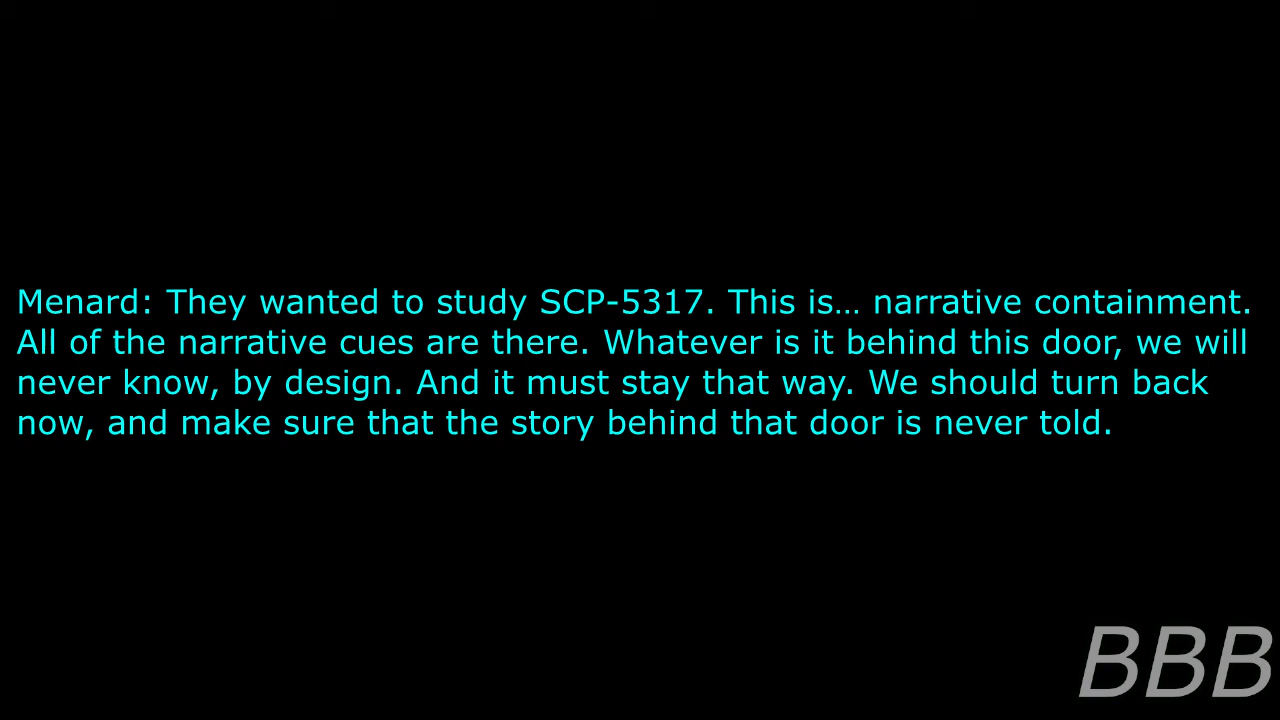 Menard: They wanted to study SCP-5317. This is… narrative containment.
All of the narrative cues are there. Whatever is it behind this door, we will
never know, by design. And it must stay that way. We should turn back
now, and make sure that the story behind that door is never told.
BBB